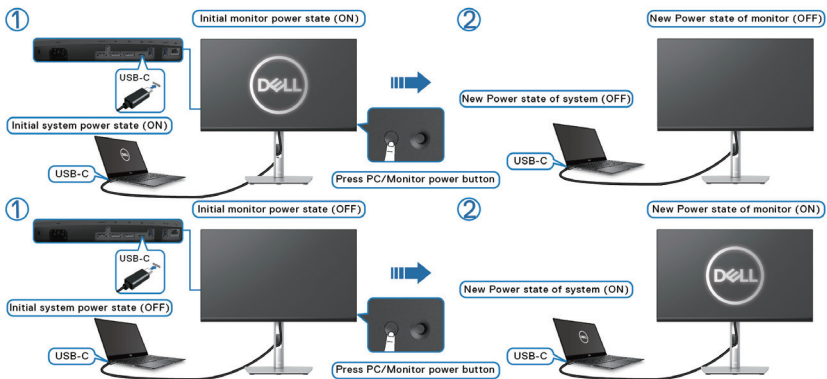 1
Initial monitor power state (ON)
2
New Power state of monitor (OFF)
USB-C
DELL
New Power state of system (OFF)
Initial system power state (ON)
DELL
USB-C
USB-C
Press PC/Monitor power button
1
Initial monitor power state (OFF)
2
New Power state of monitor (ON)
USB-C
DELL
New Power state of system (ON)
Initial system power state (OFF)
DELL
USB-C
USB-C
Press PC/Monitor power button